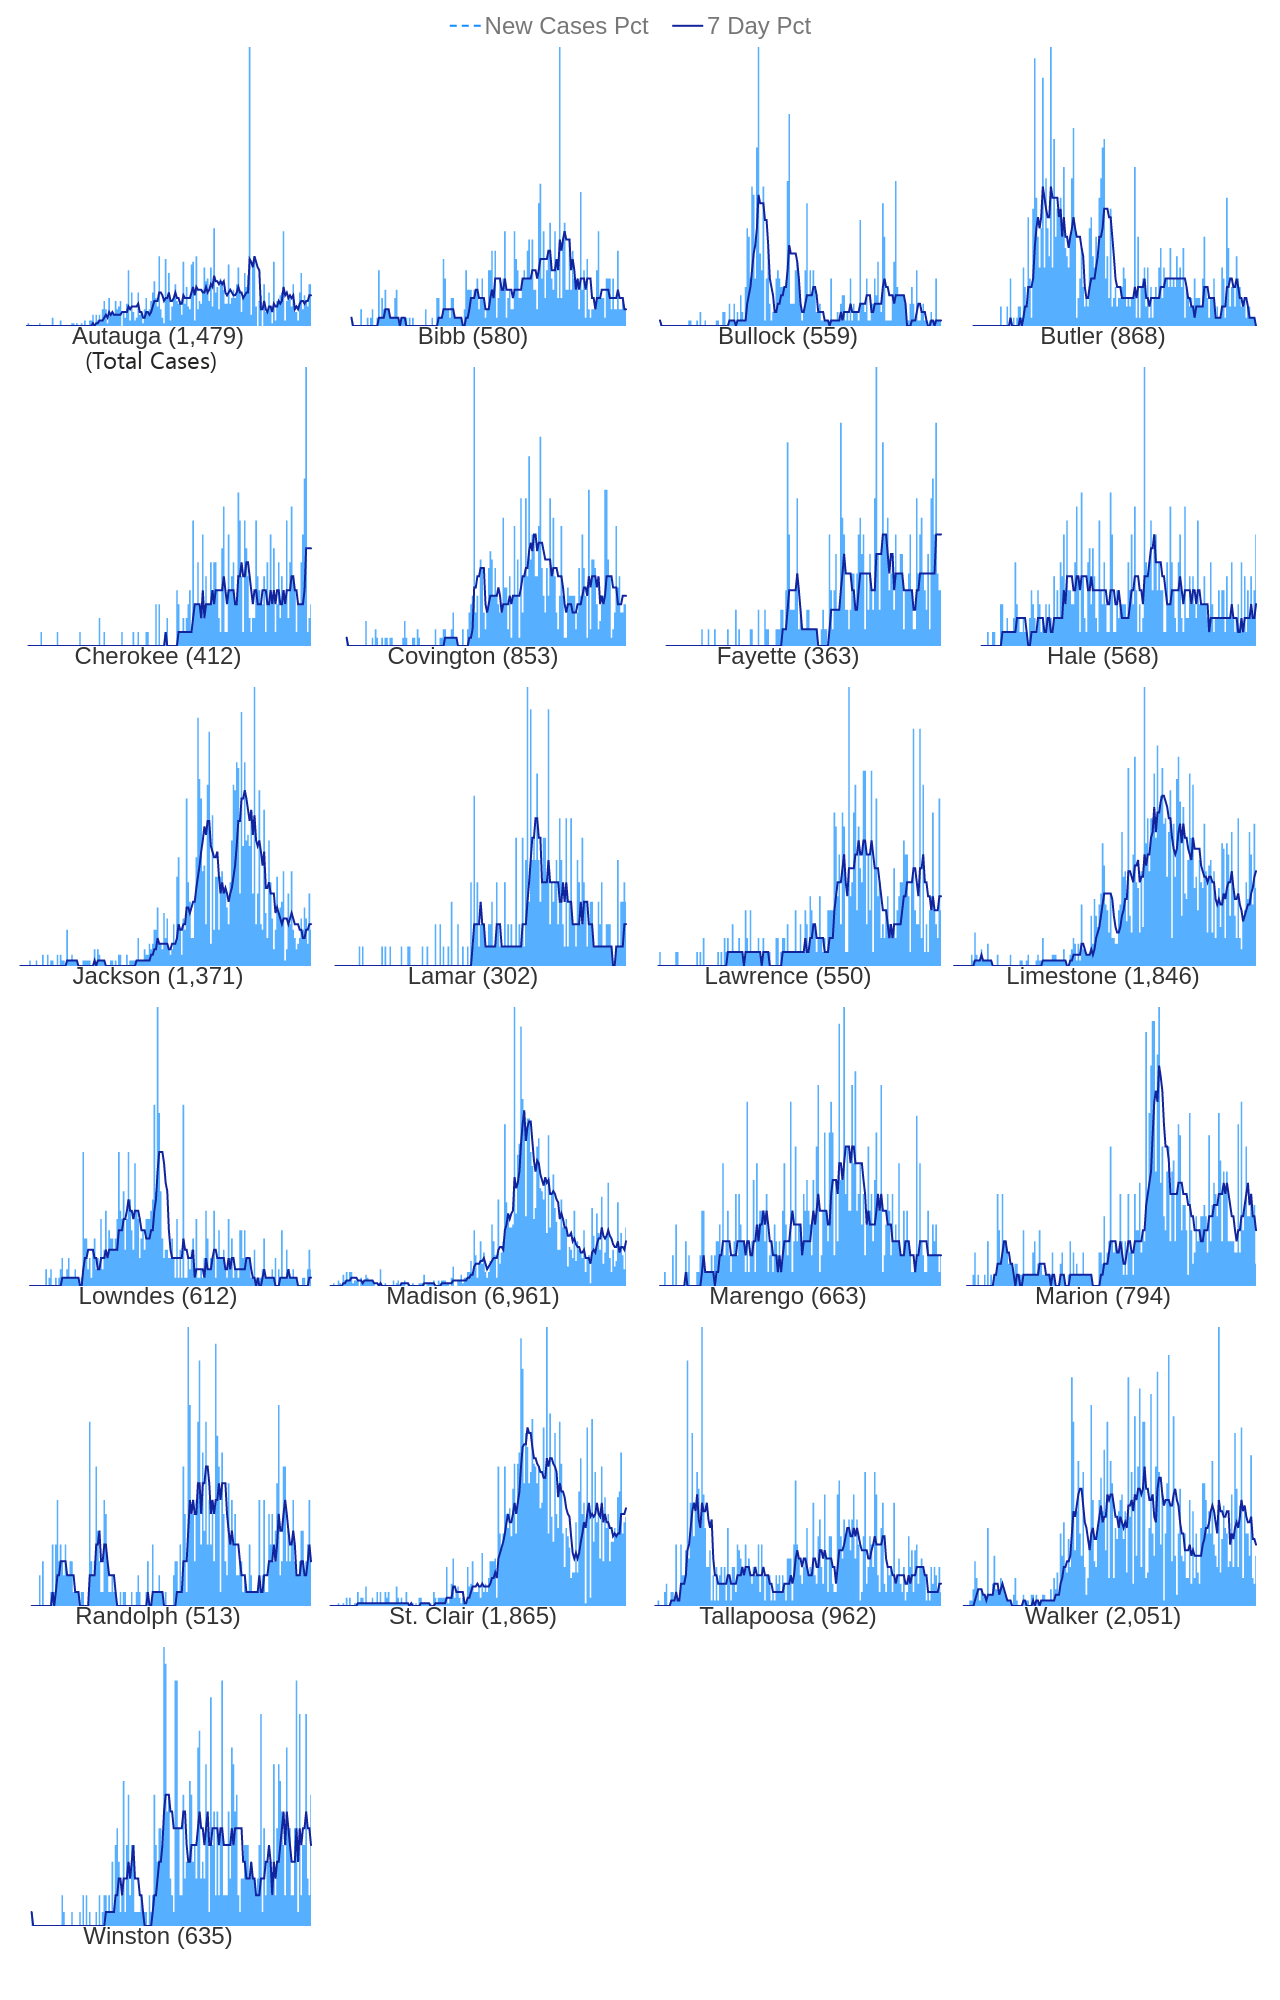 New Cases Pct 7 Day Pct
Autauga (1,479) Bibb (580) Bullock (559) Butler (868)
(Total Cases)
Cherokee (412) Covington (853) Fayette (363) Hale (568)
Jackson (1,371) Lamar (302) Lawrence (550) Limestone (1,846)
Lowndes (612) Madison (6,961) Marengo (663) Marion (794)
Randolph (513) St. Clair (1,865) Tallapoosa (962) Walker (2,051)
Winston (635)